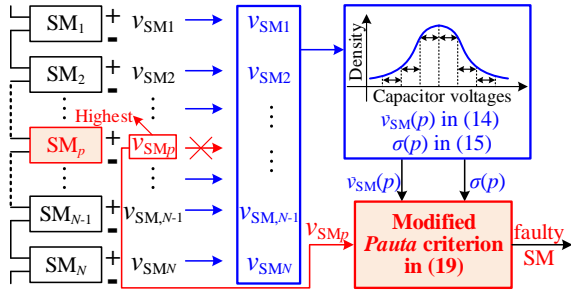 SM1 + - vSM1 vSM1
SM2 + - vSM2 vSM2
Highest
SMp + - vSMp
SMN-1 + - vSM,N-1 vSM,N-1
SMN + - vSMN vSMN
Density
Capacitor voltages
vSM(p) in (14)
σ(p) in (15)
vSM(p) σ(p)
vSMp
Modified
Pauta criterion
in (19)
faulty
SM